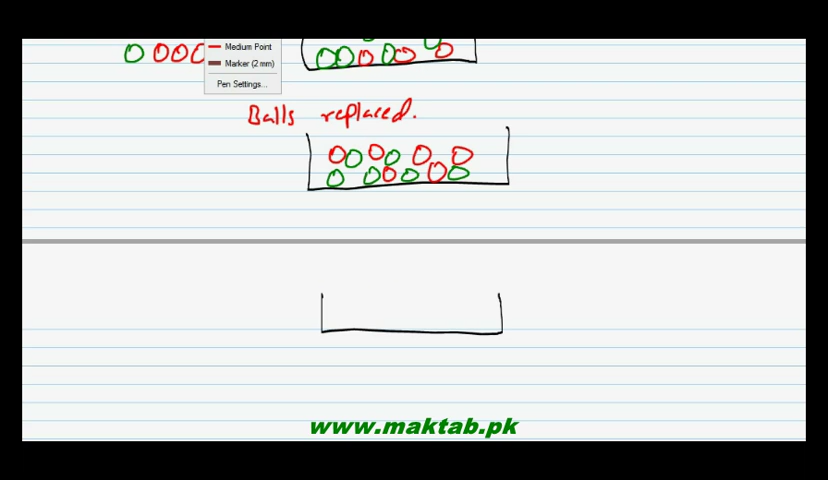 Medium Point
Marker (2 mm)
Pen Settings...
Balls replaced.
www.maktab.pk